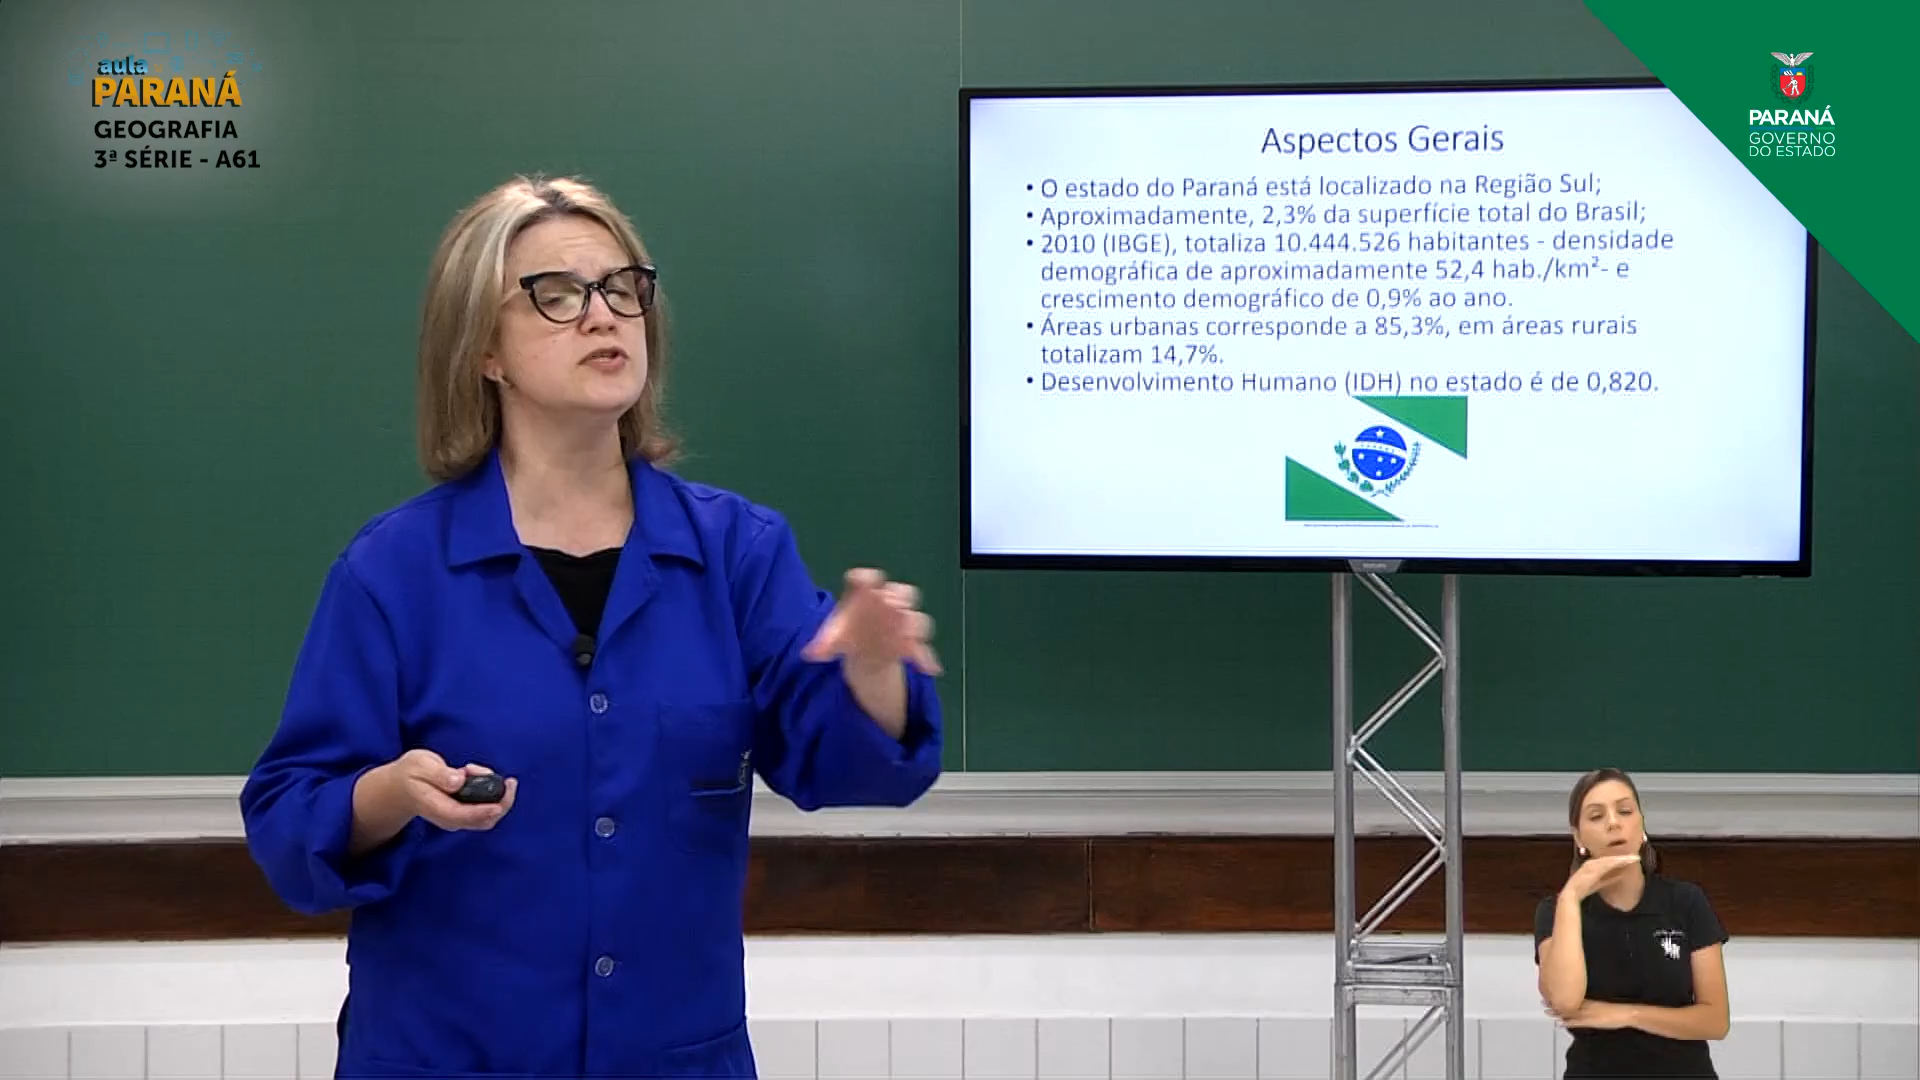 aula
PARANÁ
GEOGRAFIA
3ª SÉRIE - A61
PARANÁ
GOVERNO
DO ESTADO
Aspectos Gerais
• O estado do Paraná está localizado na Região Sul;
• Aproximadamente, 2,3% da superfície total do Brasil;
• 2010 (IBGE), totaliza 10.444.526 habitantes - densidade
demográfica de aproximadamente 52,4 hab./km²- e
crescimento demográfico de 0,9% ao ano.
• Áreas urbanas corresponde a 85,3%, em áreas rurais
totalizam 14,7%.
• Desenvolvimento Humano (IDH) no estado é de 0,820.